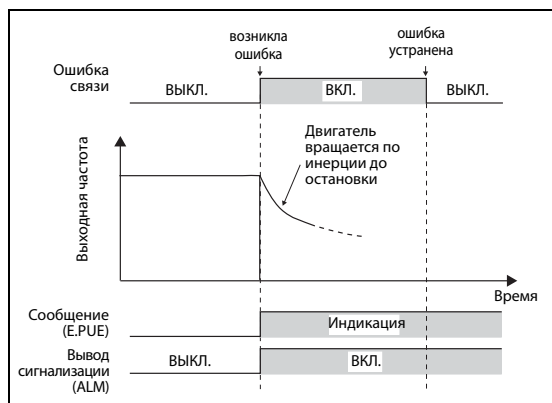 возникла
ошибка
ошибка
устранена
Ошибка
связи
ВЫКЛ.
ВКЛ.
ВЫКЛ.
Двигатель
вращается по
инерции до
остановки
Выходная частота
Время
Сообщение
(E.PUE)
Индикация
Вывод
сигнализации
(ALM)
ВЫКЛ.
ВКЛ.